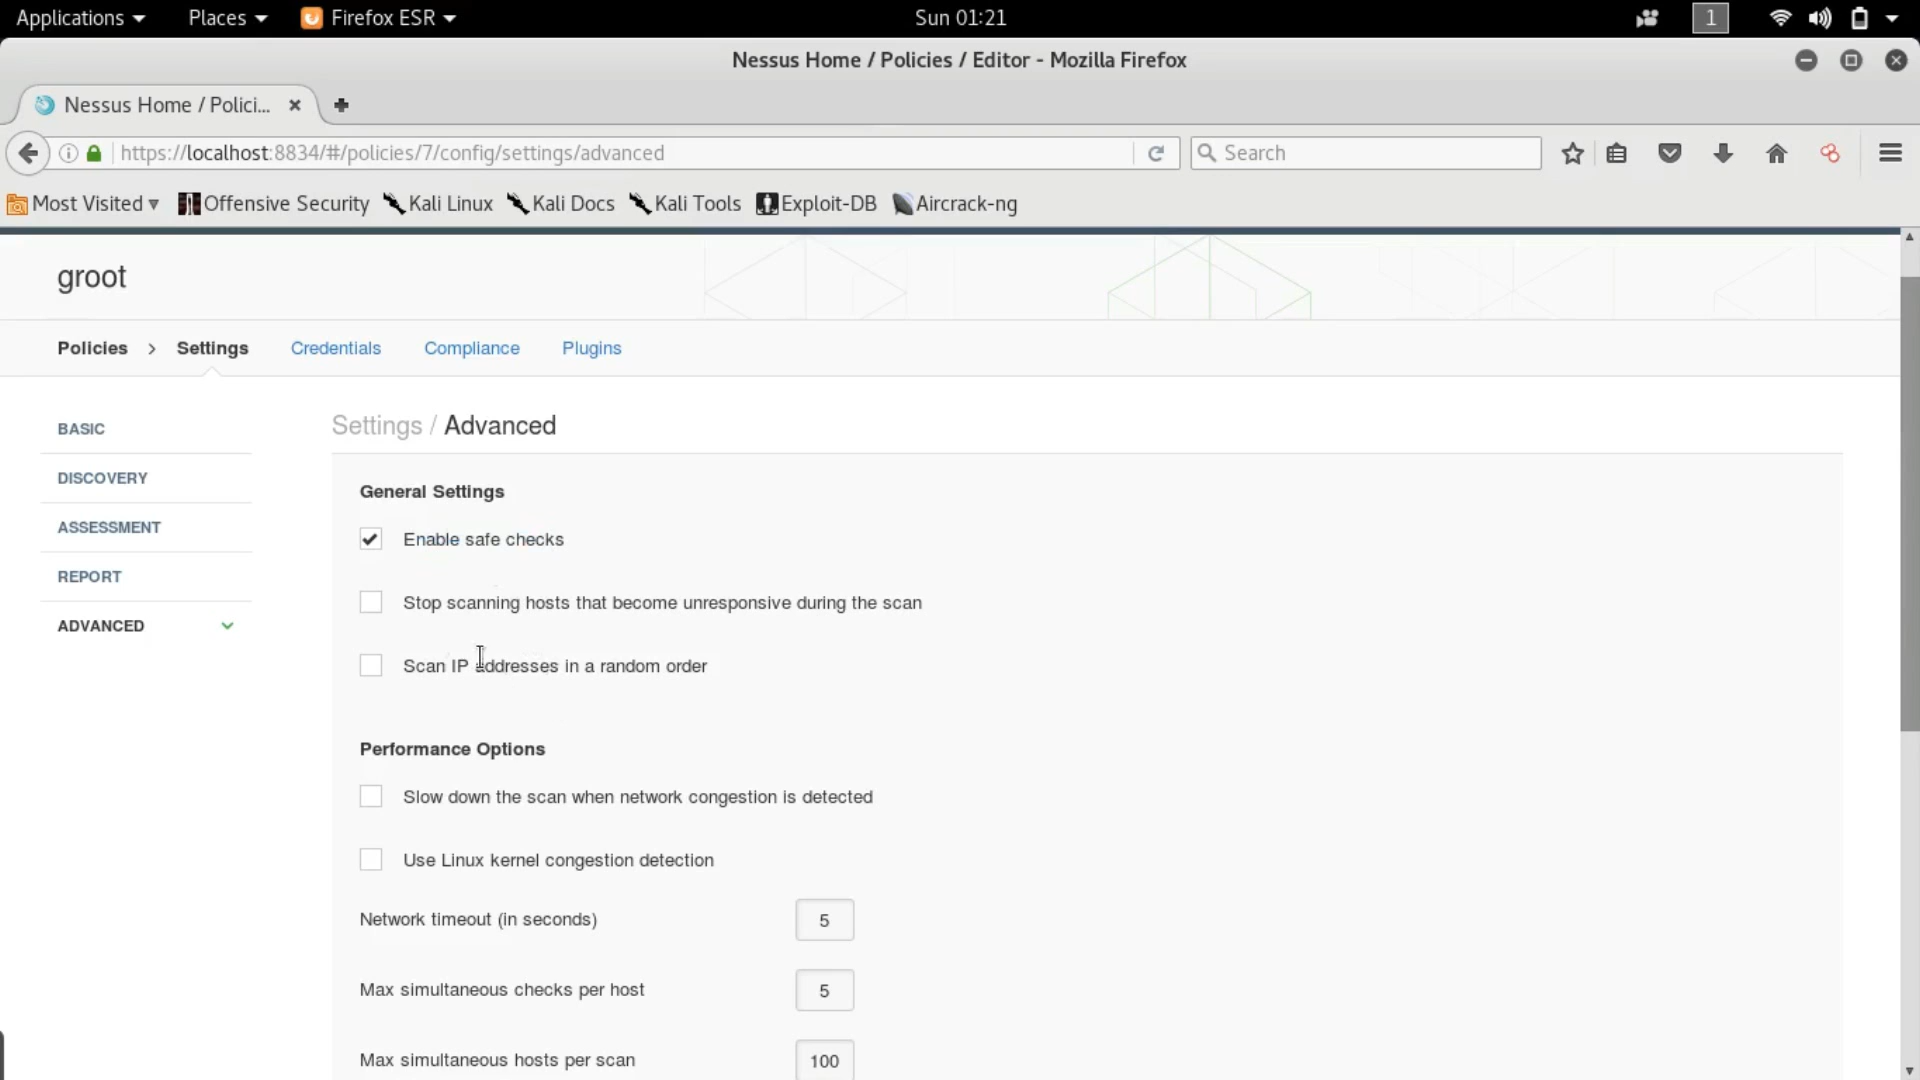 Applications Places Firefox ESR Sun 01:21 1
Nessus Home / Policies / Editor - Mozilla Firefox
Nessus Home / Polici...
https://localhost:8834/#/policies/7/config/settings/advanced Search
Most Visited Offensive Security Kali Linux Kali Docs Kali Tools Exploit-DB Aircrack-ng
groot
Policies > Settings Credentials Compliance Plugins
BASIC
DISCOVERY
ASSESSMENT
REPORT
ADVANCED
Settings / Advanced
General Settings
Enable safe checks
Stop scanning hosts that become unresponsive during the scan
Scan IP addresses in a random order
Performance Options
Slow down the scan when network congestion is detected
Use Linux kernel congestion detection
Network timeout (in seconds) 5
Max simultaneous checks per host 5
Max simultaneous hosts per scan 100